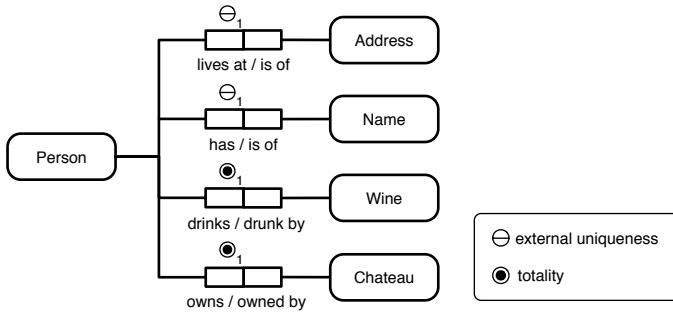 1
Address
lives at / is of
1
Name
has / is of
Person
1
Wine
drinks / drunk by
external uniqueness
1
totality
Chateau
owns / owned by